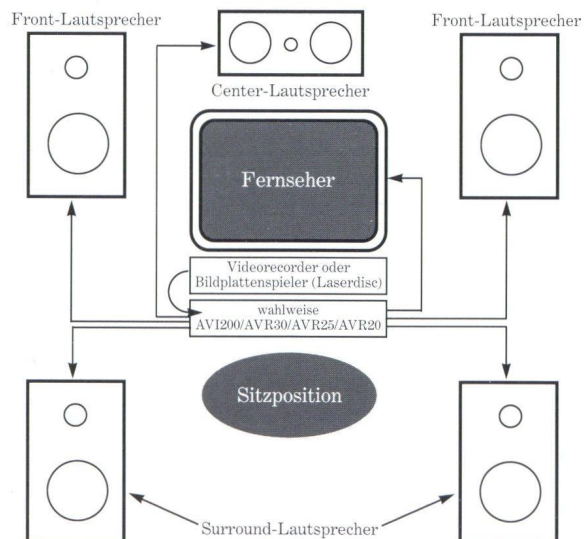 Front-Lautsprecher
Front-Lautsprecher
Center-Lautsprecher
Fernseher
Videorecorder oder
Bildplattenspieler (Laserdisc)
wahlweise
AVI200/AVR30/AVR25/AVR20
Sitzposition
Surround-Lautsprecher